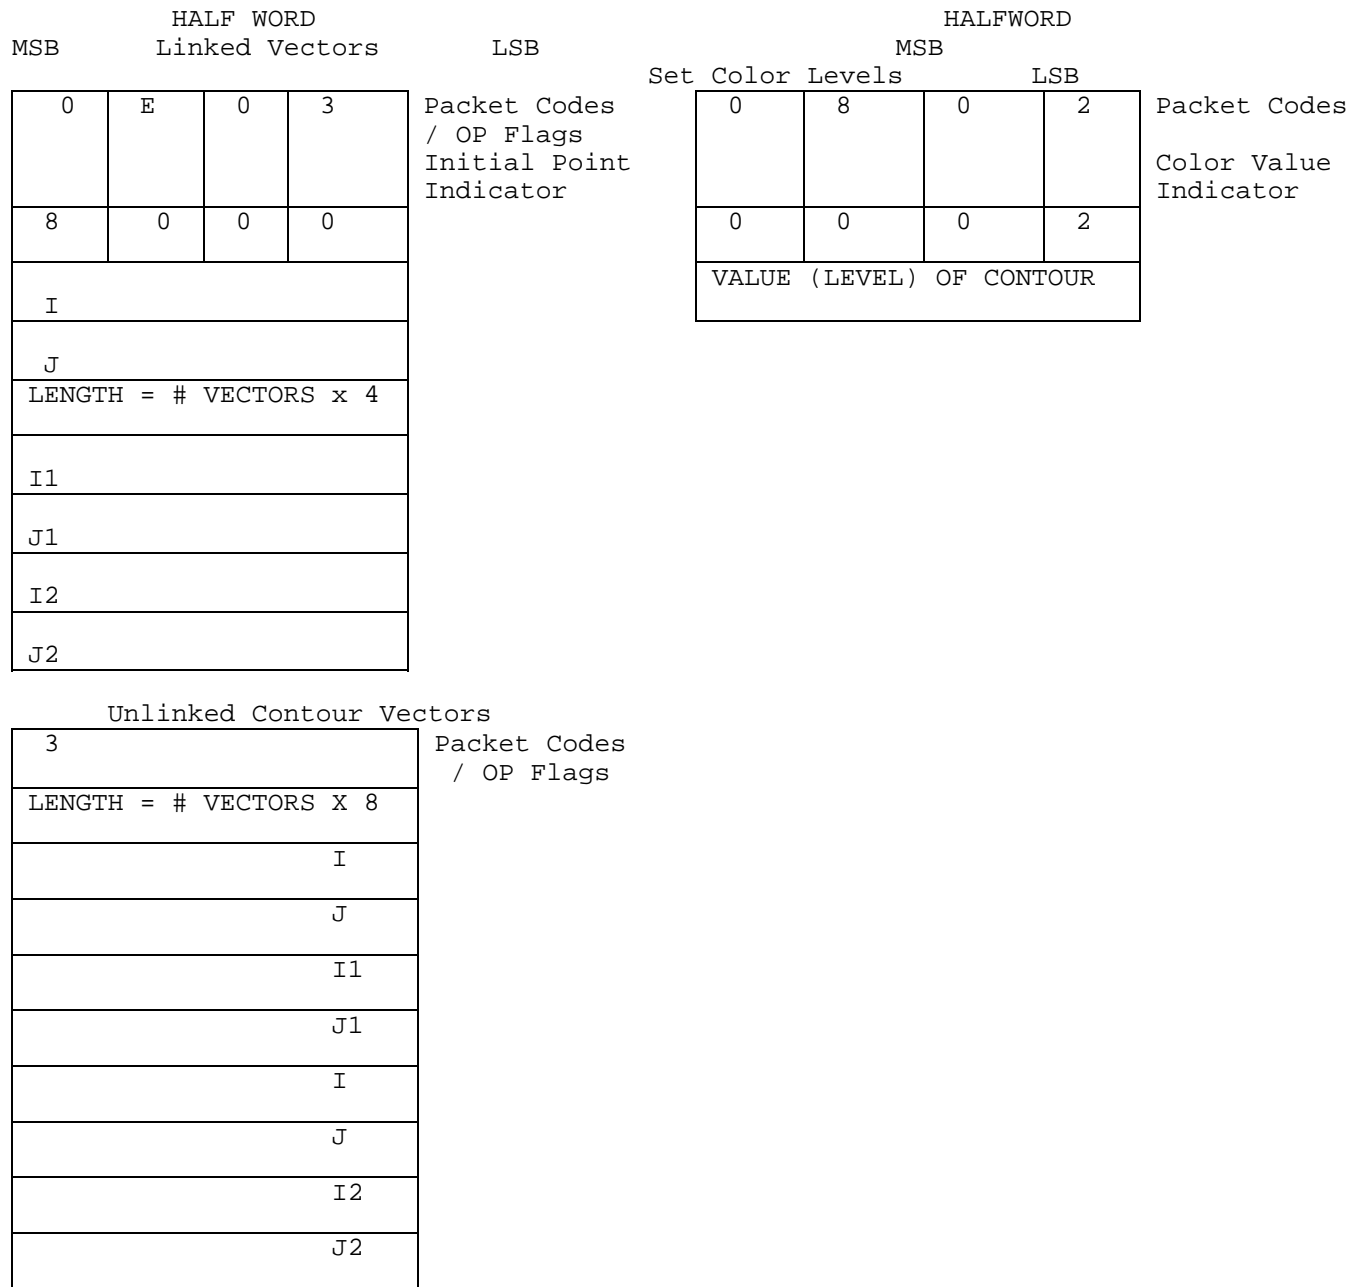 HALF WORD
MSB Linked Vectors LSB
0 E 0 3 Packet Codes
/ OP Flags
Initial Point
Indicator
8 0 0 0
I
J
LENGTH = # VECTORS x 4
I1
J1
I2
J2
HALFWORD
MSB
Set Color Levels LSB
0 8 0 2 Packet Codes
Color Value
Indicator
0 0 0 2
VALUE (LEVEL) OF CONTOUR
Unlinked Contour Vectors
3 Packet Codes
/ OP Flags
LENGTH = # VECTORS X 8
I
J
I1
J1
I
J
I2
J2